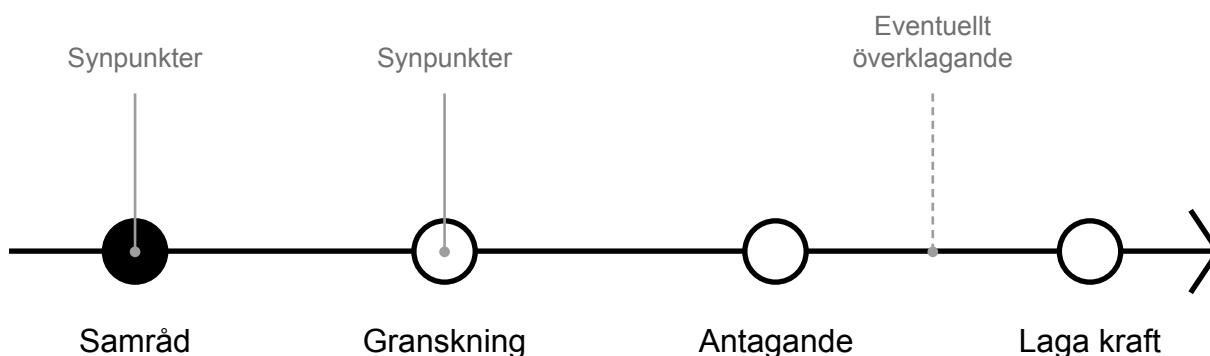 Synpunkter
Synpunkter
Eventuellt
överklagande
Samråd
Granskning
Antagande
Laga kraft